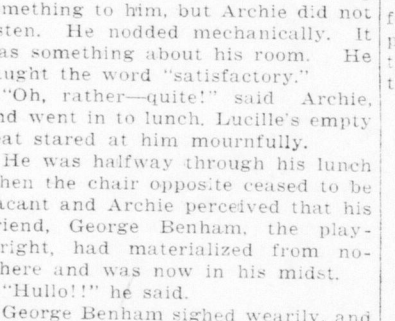 mething to him, but Archie did not
sten. He nodded mechanically. It
as something about his room. He
aught the word "satisfactory."
"Oh, rather—quite!" said Archie,
nd went in to lunch. Lucille's empty
eat stared at him mournfully.
He was halfway through his lunch
hen the chair opposite ceased to be
acant and Archie perceived that his
riend, George Benham, the play-
right, had materialized from no-
here and was now in his midst.
"Hullo!!" he said.
George Benham sighed wearily, and